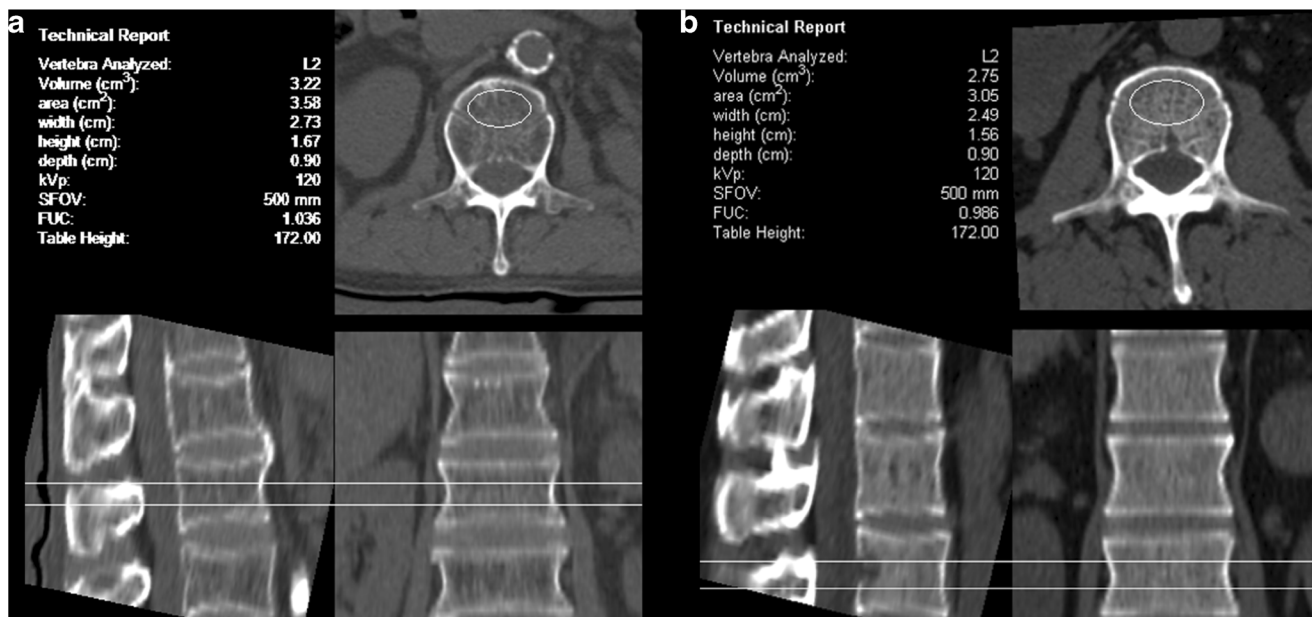 a
Technical Report
Vertebra Analyzed: L2
Volume (cm³): 3.22
area (cm²): 3.58
width (cm): 2.73
height (cm): 1.67
depth (cm): 0.90
kVp: 120
SFOV: 500 mm
FUC: 1.036
Table Height: 172.00
b
Technical Report
Vertebra Analyzed: L2
Volume (cm³): 2.75
area (cm²): 3.05
width (cm): 2.49
height (cm): 1.56
depth (cm): 0.90
kVp: 120
SFOV: 500 mm
FUC: 0.986
Table Height: 172.00